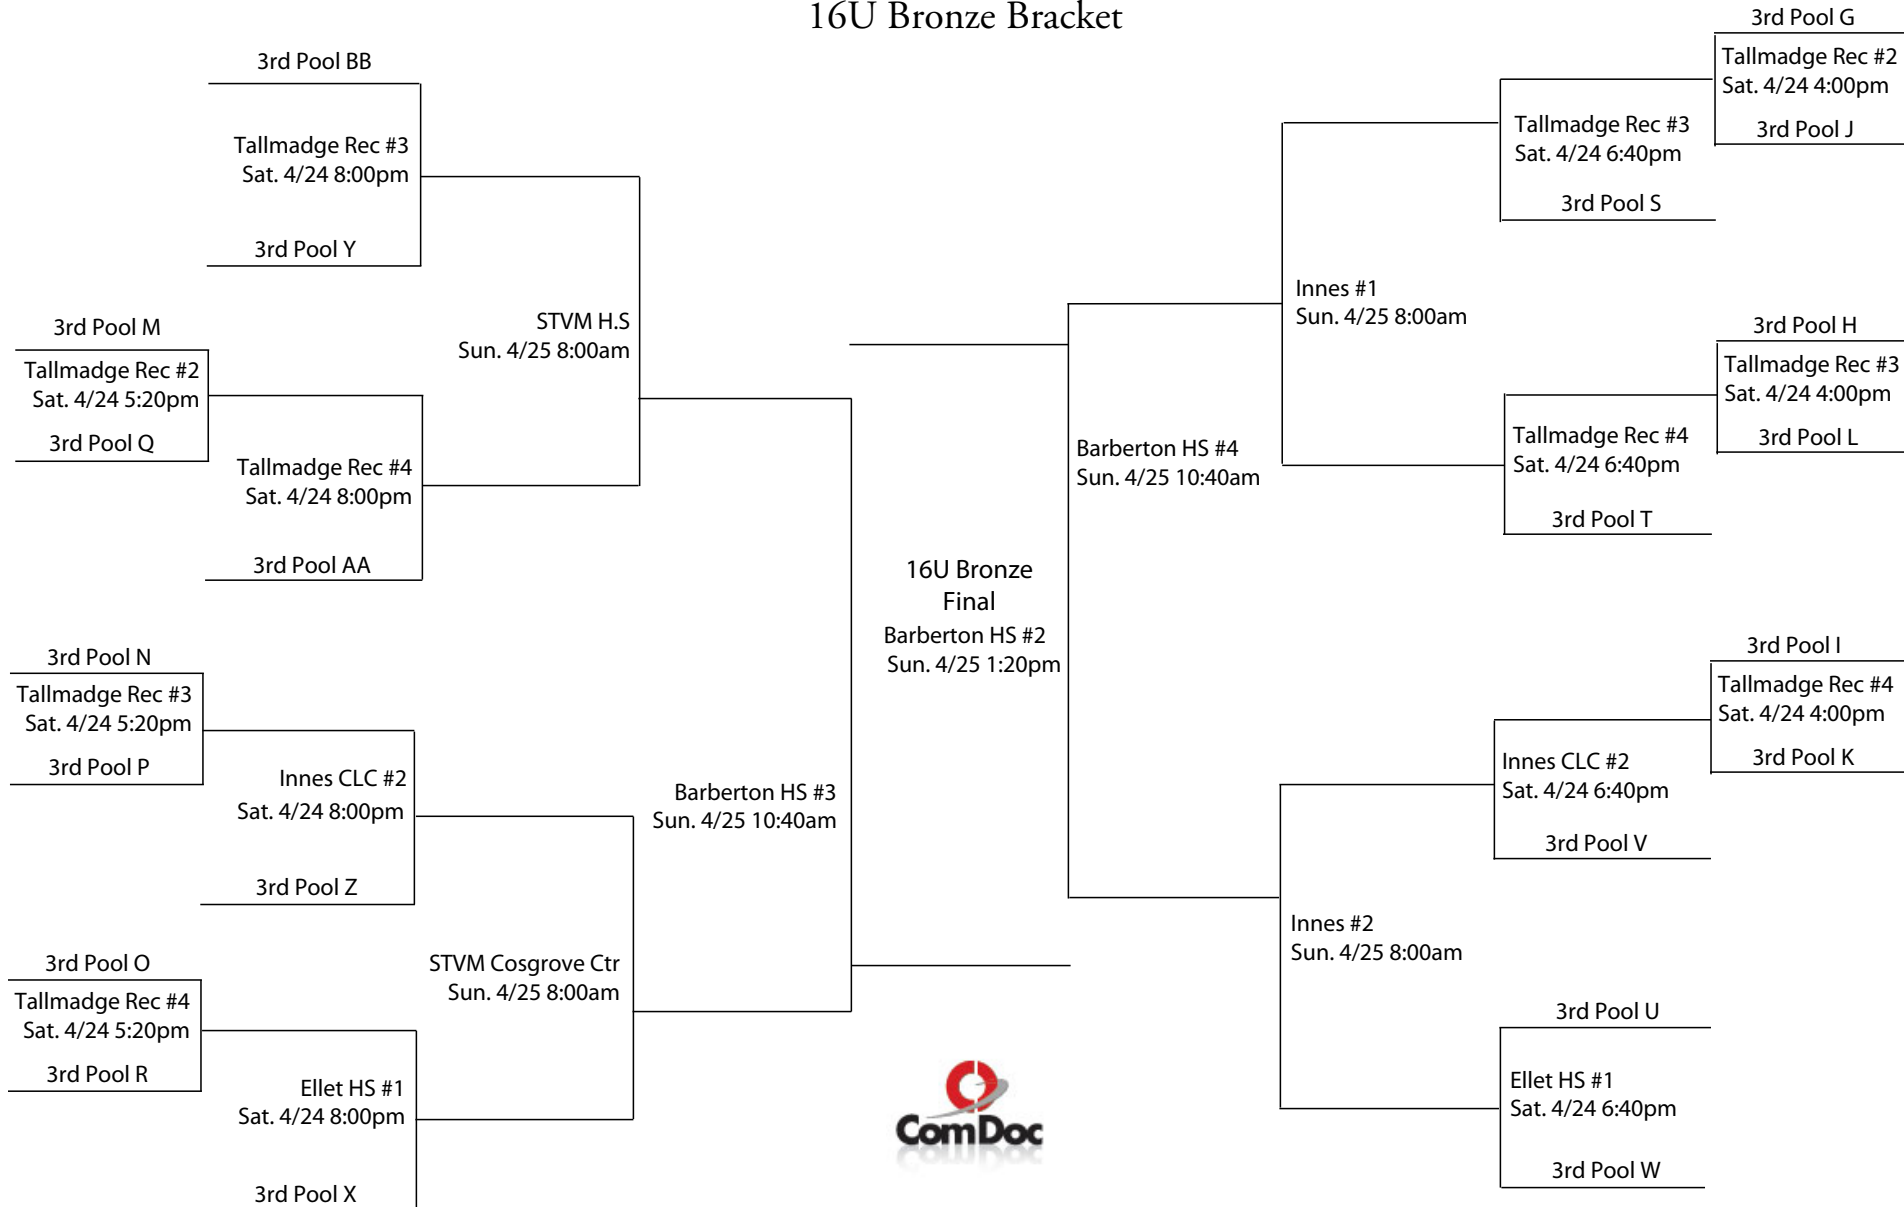 16U Bronze Bracket
3rd Pool BB
Tallmadge Rec #3
Sat. 4/24 8:00pm
3rd Pool Y
3rd Pool M
Tallmadge Rec #2
Sat. 4/24 5:20pm
3rd Pool Q
Tallmadge Rec #4
Sat. 4/24 8:00pm
3rd Pool AA
STVM H.S
Sun. 4/25 8:00am
3rd Pool N
Tallmadge Rec #3
Sat. 4/24 5:20pm
3rd Pool P
Innes CLC #2
Sat. 4/24 8:00pm
3rd Pool Z
3rd Pool O
Tallmadge Rec #4
Sat. 4/24 5:20pm
3rd Pool R
Ellet HS #1
Sat. 4/24 8:00pm
3rd Pool X
STVM Cosgrove Ctr
Sun. 4/25 8:00am
Barberton HS #3
Sun. 4/25 10:40am
16U Bronze
Final
Barberton HS #2
Sun. 4/25 1:20pm
ComDoc
Barberton HS #4
Sun. 4/25 10:40am
Innes #1
Sun. 4/25 8:00am
3rd Pool G
Tallmadge Rec #2
Sat. 4/24 4:00pm
3rd Pool J
Tallmadge Rec #3
Sat. 4/24 6:40pm
3rd Pool S
3rd Pool H
Tallmadge Rec #3
Sat. 4/24 4:00pm
3rd Pool L
Tallmadge Rec #4
Sat. 4/24 6:40pm
3rd Pool T
3rd Pool I
Tallmadge Rec #4
Sat. 4/24 4:00pm
3rd Pool K
Innes CLC #2
Sat. 4/24 6:40pm
3rd Pool V
Innes #2
Sun. 4/25 8:00am
3rd Pool U
Ellet HS #1
Sat. 4/24 6:40pm
3rd Pool W